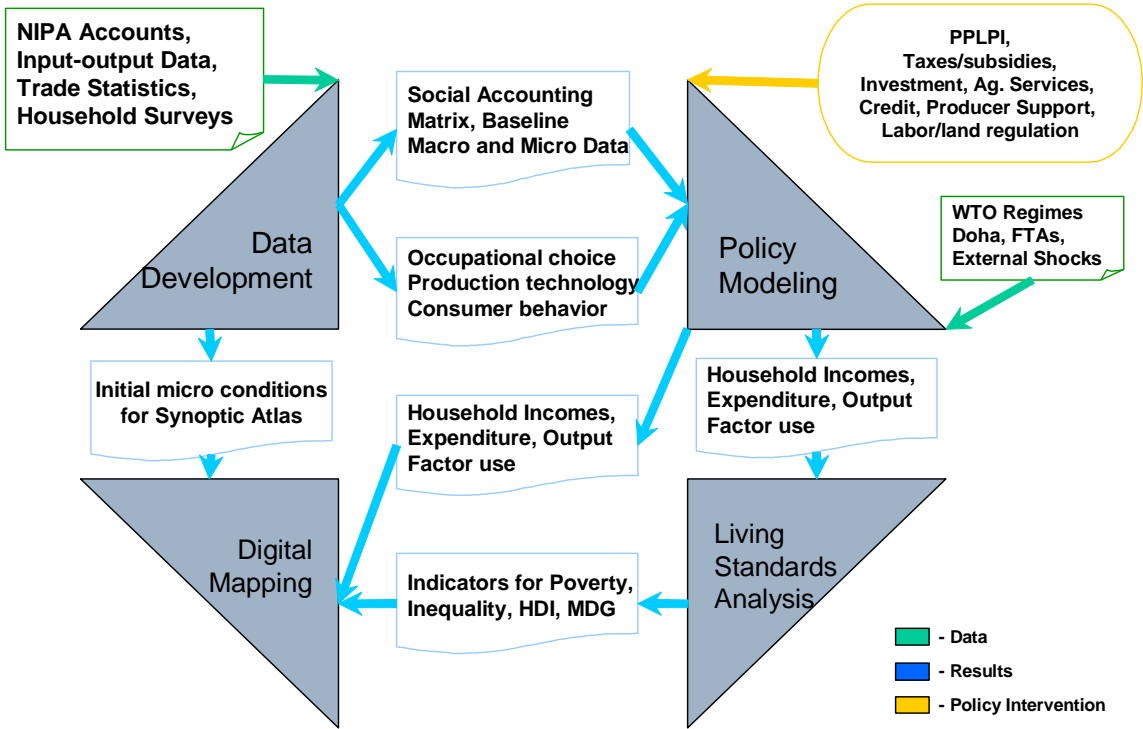 NIPA Accounts,
Input-output Data,
Trade Statistics,
Household Surveys
Social Accounting
Matrix, Baseline
Macro and Micro Data
PPLPI,
Taxes/subsidies,
Investment, Ag. Services,
Credit, Producer Support,
Labor/land regulation
Data
Development
Occupational choice
Production technology
Consumer behavior
Policy
Modeling
WTO Regimes
Doha, FTAs,
External Shocks
Initial micro conditions
for Synoptic Atlas
Household Incomes,
Expenditure, Output
Factor use
Household Incomes,
Expenditure, Output
Factor use
Digital
Mapping
Indicators for Poverty,
Inequality, HDI, MDG
Living
Standards
Analysis
- Data
- Results
- Policy Intervention